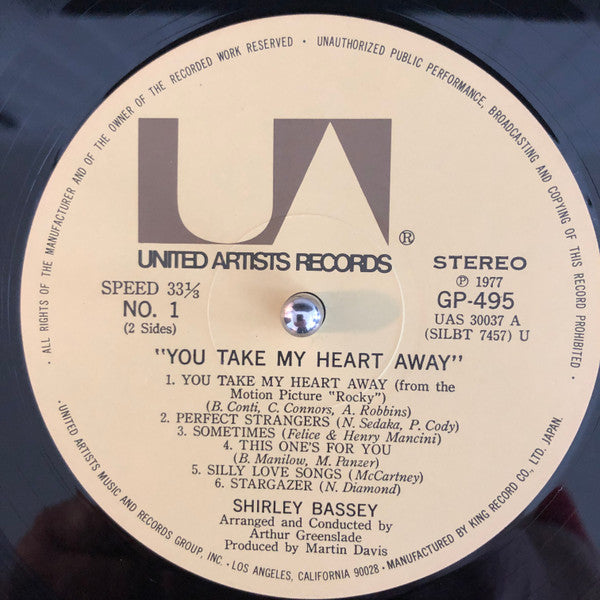 · ALL RIGHTS OF THE MANUFACTURER AND OF THE OWNER OF THE RECORDED WORK RESERVED · UNAUTHORIZED PUBLIC PERFORMANCE, BROADCASTING AND COPYING OF THIS RECORD PROHIBITED ·
UA
®
UNITED ARTISTS RECORDS
SPEED 33⅓
NO. 1
(2 Sides)
STEREO
Ⓟ 1977
GP-495
UAS 30037 A
(SILBT 7457) U
"YOU TAKE MY HEART AWAY"
1. YOU TAKE MY HEART AWAY (from the
Motion Picture "Rocky")
(B. Conti, C. Connors, A. Robbins)
2. PERFECT STRANGERS (N. Sedaka, P. Cody)
3. SOMETIMES (Felice & Henry Mancini)
4. THIS ONE'S FOR YOU
(B. Manilow, M. Panzer)
5. SILLY LOVE SONGS (McCartney)
6. STARGAZER (N. Diamond)
SHIRLEY BASSEY
Arranged and Conducted by
Arthur Greenslade
Produced by Martin Davis
· UNITED ARTISTS MUSIC AND RECORDS GROUP, INC. · LOS ANGELES, CALIFORNIA 90028 · MANUFACTURED BY KING RECORD CO., LTD. JAPAN.